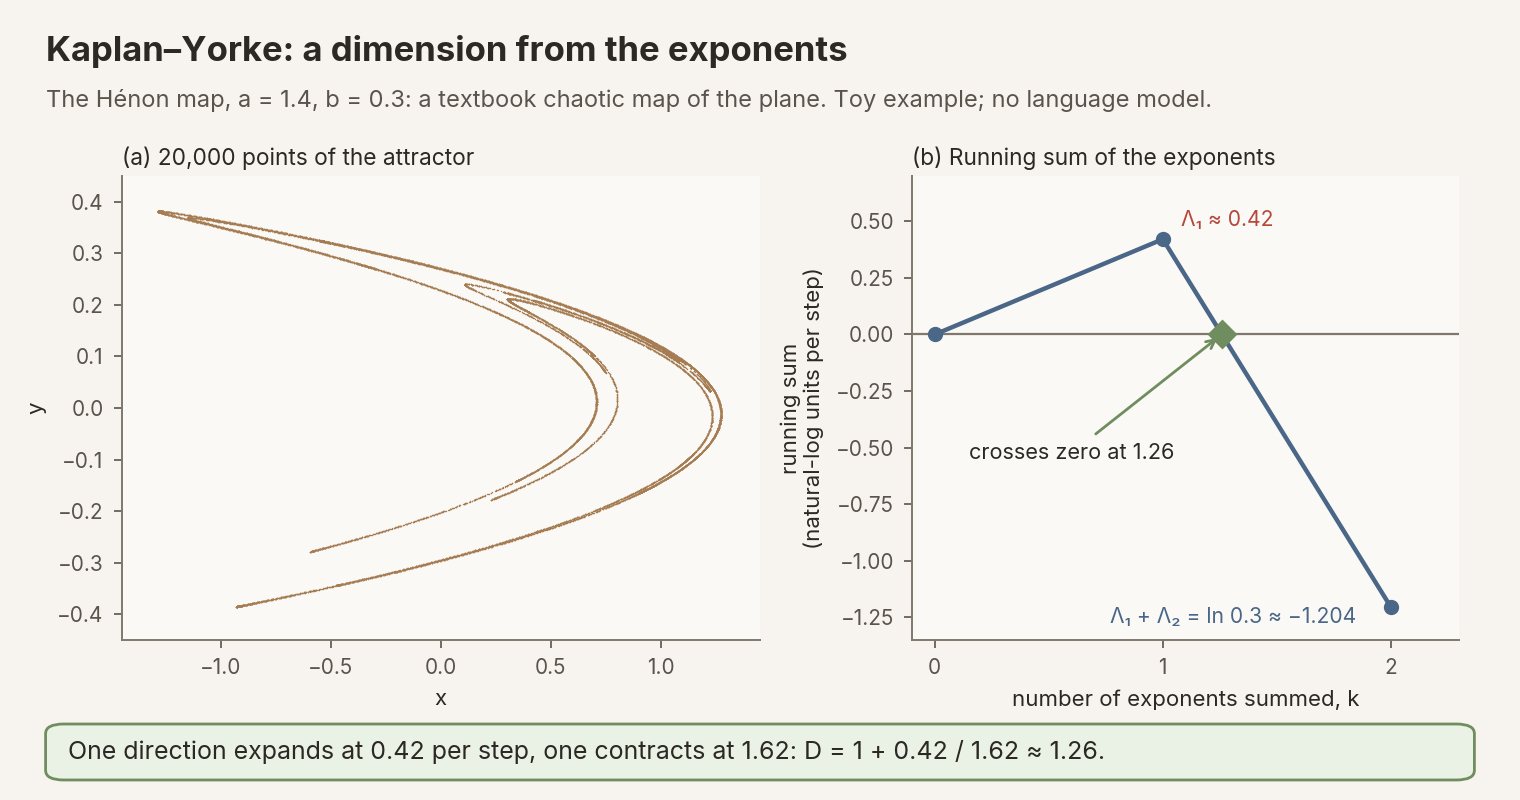 Kaplan–Yorke: a dimension from the exponents
The Hénon map, a = 1.4, b = 0.3: a textbook chaotic map of the plane. Toy example; no language model.
(a) 20,000 points of the attractor
0.4
0.3
0.2
0.1
0.0
−0.1
−0.2
−0.3
−0.4
y
−1.0 −0.5 0.0 0.5 1.0
x
(b) Running sum of the exponents
0.50
0.25
0.00
−0.25
−0.50
−0.75
−1.00
−1.25
running sum
(natural-log units per step)
Λ₁ ≈ 0.42
crosses zero at 1.26
Λ₁ + Λ₂ = ln 0.3 ≈ −1.204
0 1 2
number of exponents summed, k
One direction expands at 0.42 per step, one contracts at 1.62: D = 1 + 0.42 / 1.62 ≈ 1.26.